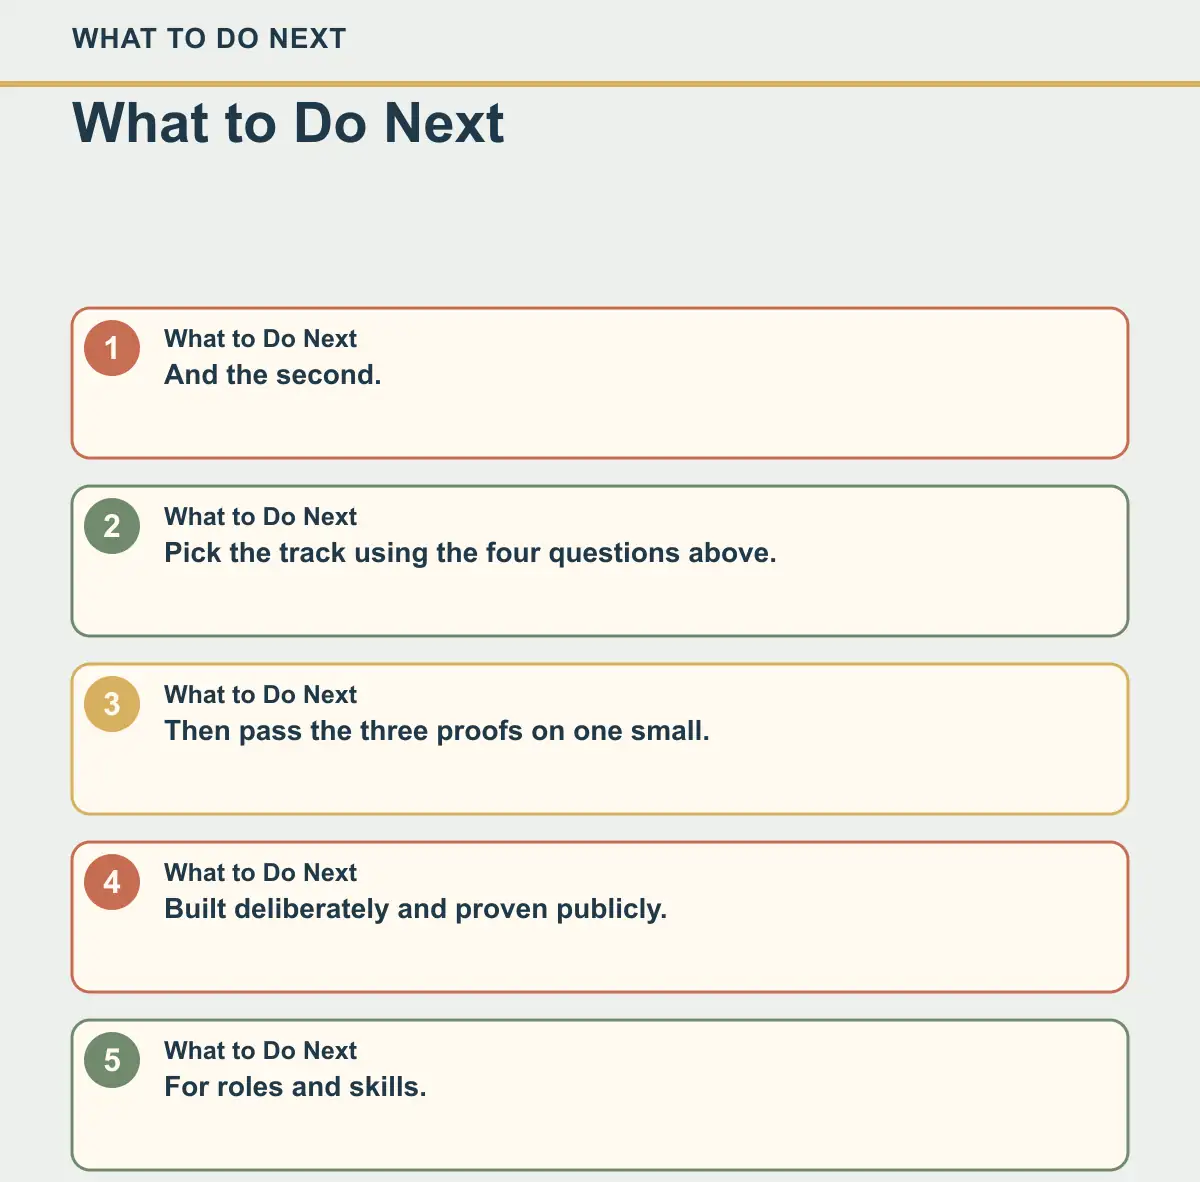 WHAT TO DO NEXT
What to Do Next
1
What to Do Next
And the second.
2
What to Do Next
Pick the track using the four questions above.
3
What to Do Next
Then pass the three proofs on one small.
4
What to Do Next
Built deliberately and proven publicly.
5
What to Do Next
For roles and skills.